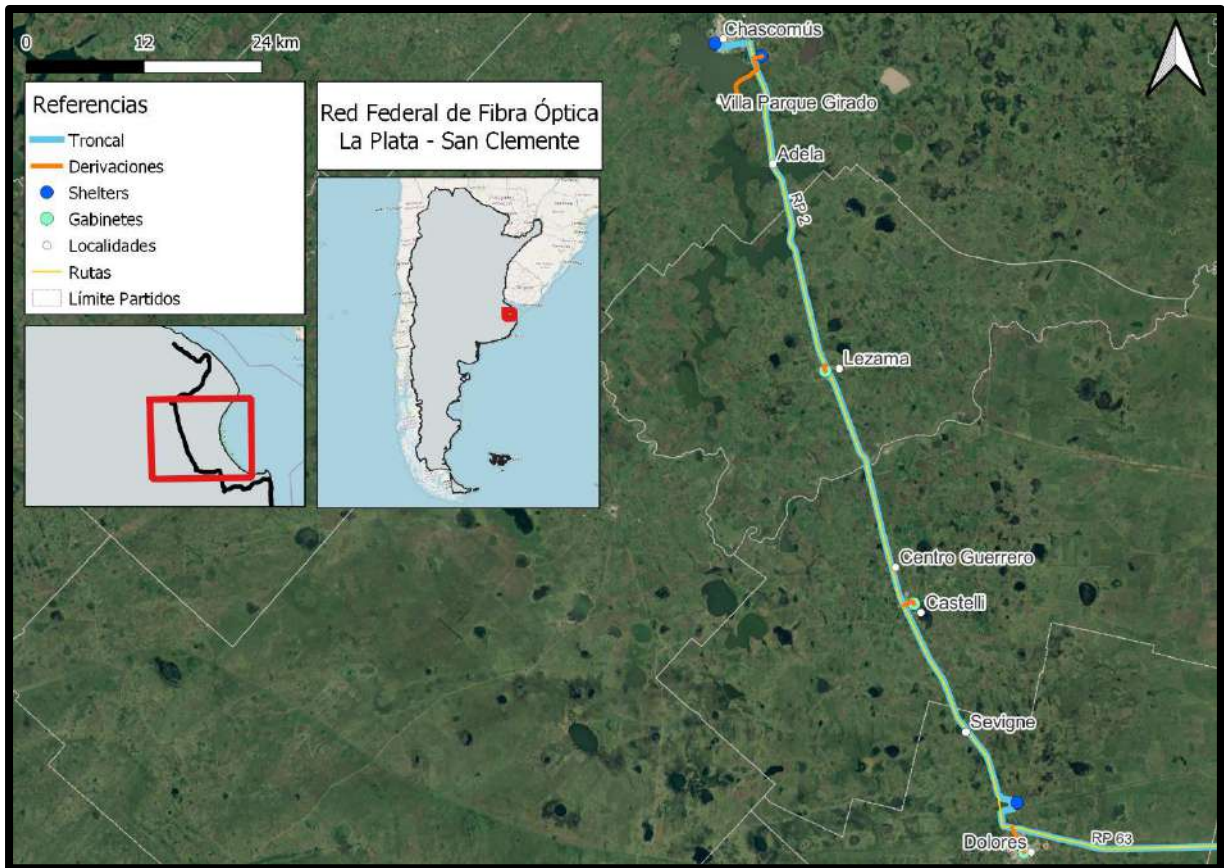 0 12 24 km
Referencias
Troncal
Derivaciones
Shelters
Gabinetes
Localidades
Rutas
Límite Partidos
Red Federal de Fibra Óptica
La Plata - San Clemente
Chascomús
Villa Parque Girado
Adela
RP 2
Lezama
Centro Guerrero
Castelli
Sevigne
Dolores
RP 63